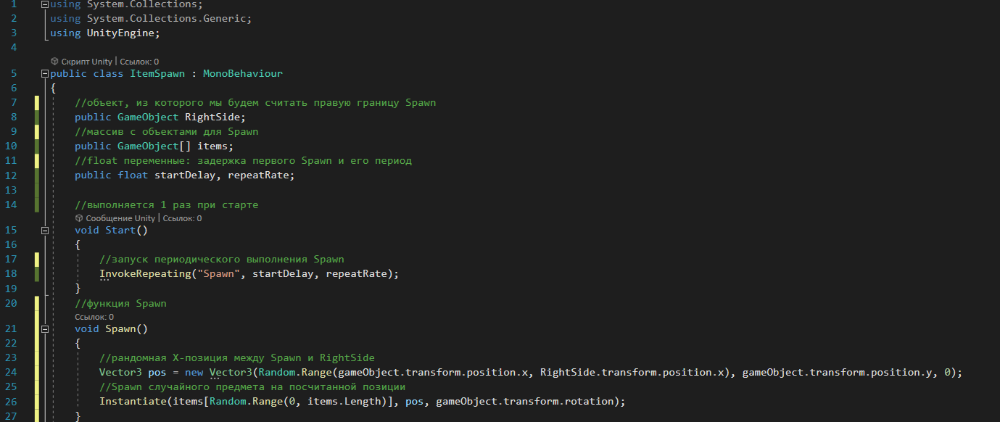 1 using System.Collections;
2 using System.Collections.Generic;
3 using UnityEngine;
4
Скрипт Unity | Ссылок: 0
5 public class ItemSpawn : MonoBehaviour
6 {
7 //объект, из которого мы будем считать правую границу Spawn
8 public GameObject RightSide;
9 //массив с объектами для Spawn
10 public GameObject[] items;
11 //float переменные: задержка первого Spawn и его период
12 public float startDelay, repeatRate;
13
14 //выполняется 1 раз при старте
Сообщение Unity | Ссылок: 0
15 void Start()
16 {
17 //запуск периодического выполнения Spawn
18 InvokeRepeating("Spawn", startDelay, repeatRate);
19 }
20 //функция Spawn
Ссылок: 0
21 void Spawn()
22 {
23 //рандомная X-позиция между Spawn и RightSide
24 Vector3 pos = new Vector3(Random.Range(gameObject.transform.position.x, RightSide.transform.position.x), gameObject.transform.position.y, 0);
25 //Spawn случайного предмета на посчитанной позиции
26 Instantiate(items[Random.Range(0, items.Length)], pos, gameObject.transform.rotation);
27 }